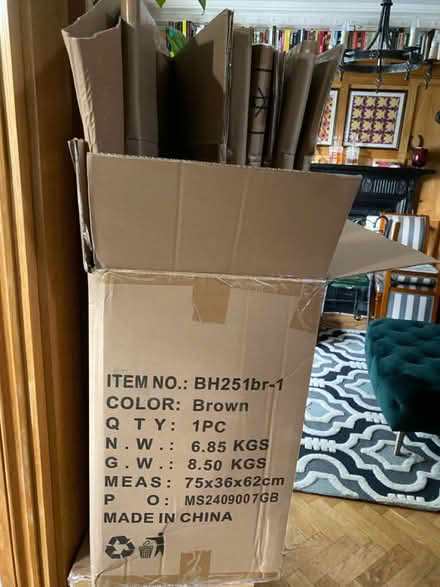 ITEM NO.: BH251br-1
COLOR: Brown
Q T Y: 1PC
N . W . : 6.85 KGS
G . W . : 8.50 KGS
MEAS: 75x36x62cm
P O: MS2409007GB
MADE IN CHINA